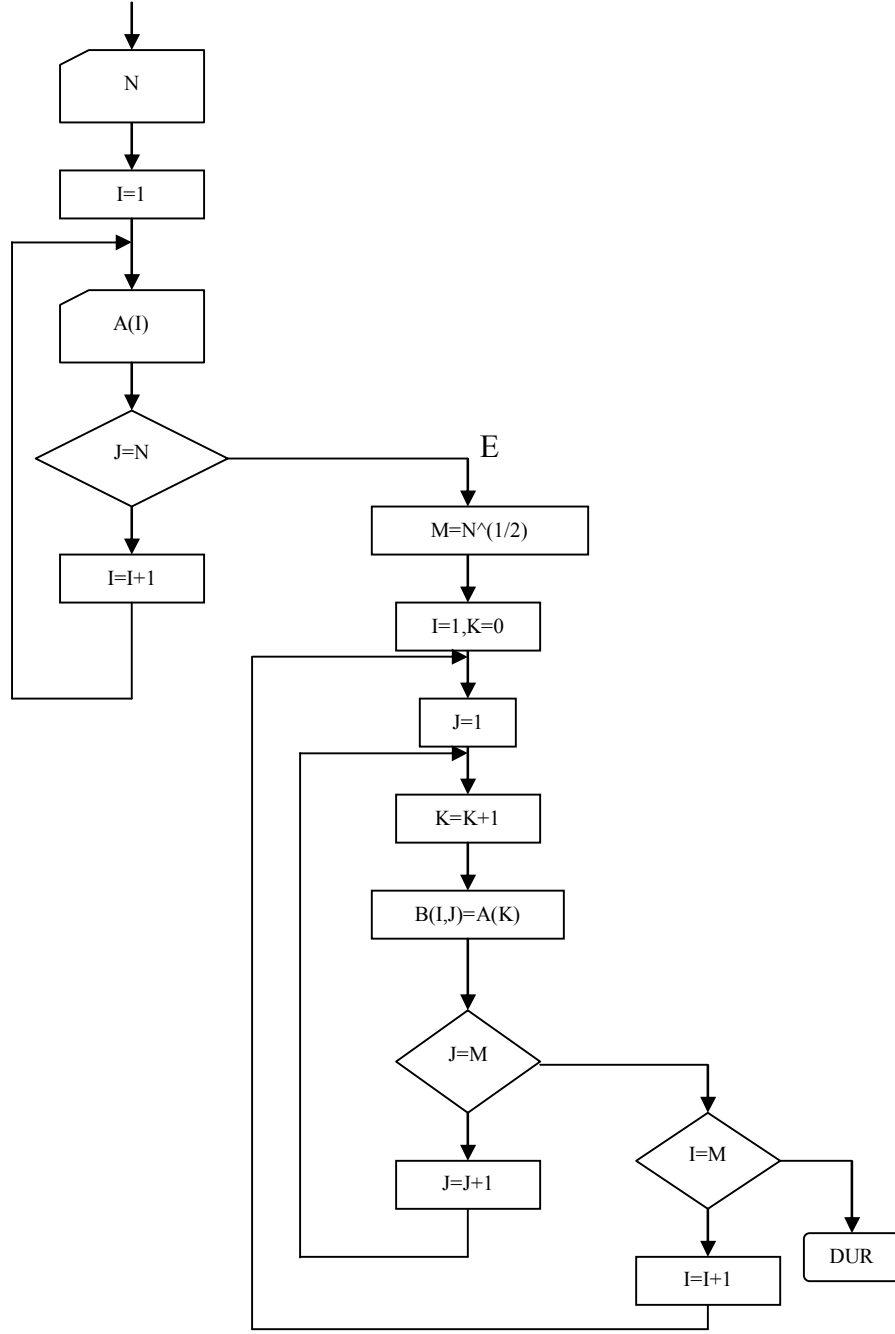 N
I=1
A(I)
J=N
E
M=N^(1/2)
I=I+1
I=1,K=0
J=1
K=K+1
B(I,J)=A(K)
J=M
I=M
J=J+1
DUR
I=I+1